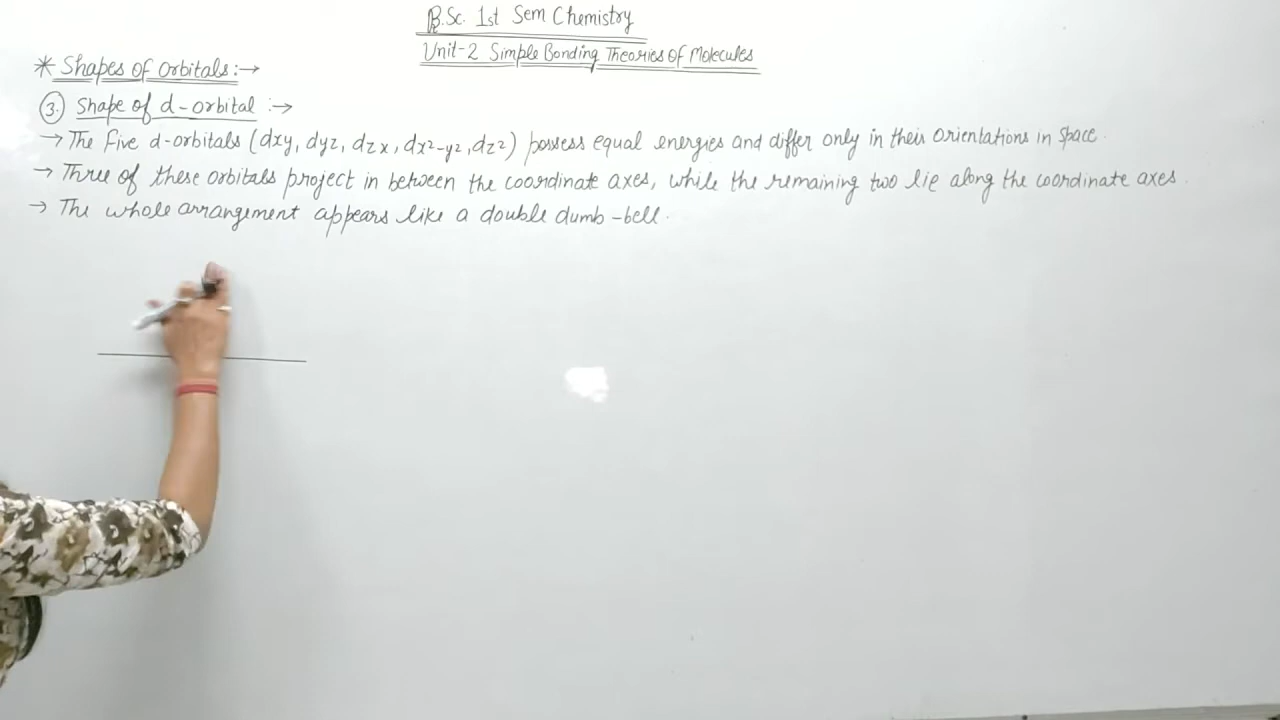 B.Sc. 1st Sem Chemistry
Unit-2 Simple Bonding Theories of Molecules
* Shapes of Orbitals:→
3. Shape of d-orbital :→
→ The five d-orbitals (dxy, dyz, dzx, dx²-y², dz²) possess equal energies and differ only in their orientations in space.
→ Three of these orbitals project in between the coordinate axes, while the remaining two lie along the coordinate axes.
→ The whole arrangement appears like a double dumb-bell.